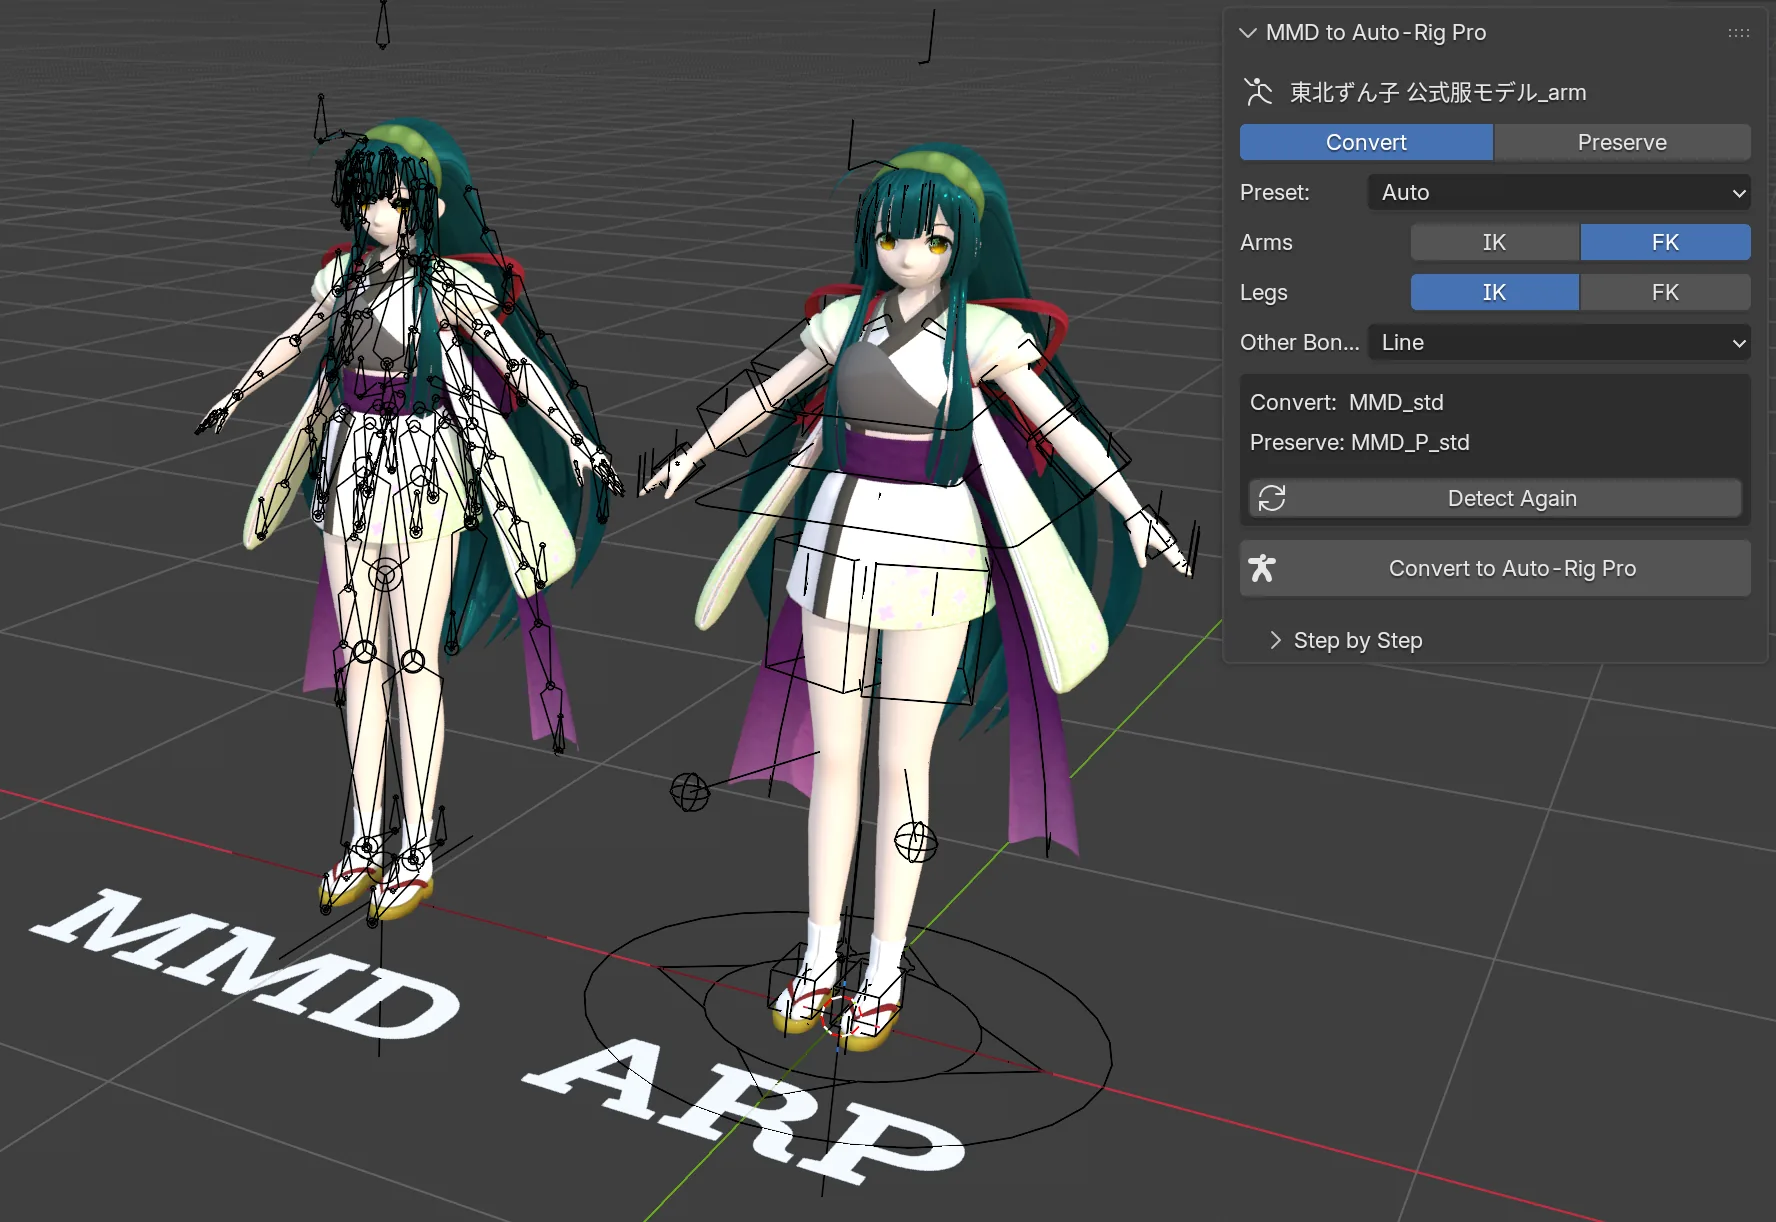 MMD to Auto-Rig Pro
東北ずん子 公式服モデル_arm
Convert Preserve
Preset: Auto
Arms IK FK
Legs IK FK
Other Bon... Line
Convert: MMD_std
Preserve: MMD_P_std
Detect Again
Convert to Auto-Rig Pro
Step by Step
MMD
ARP